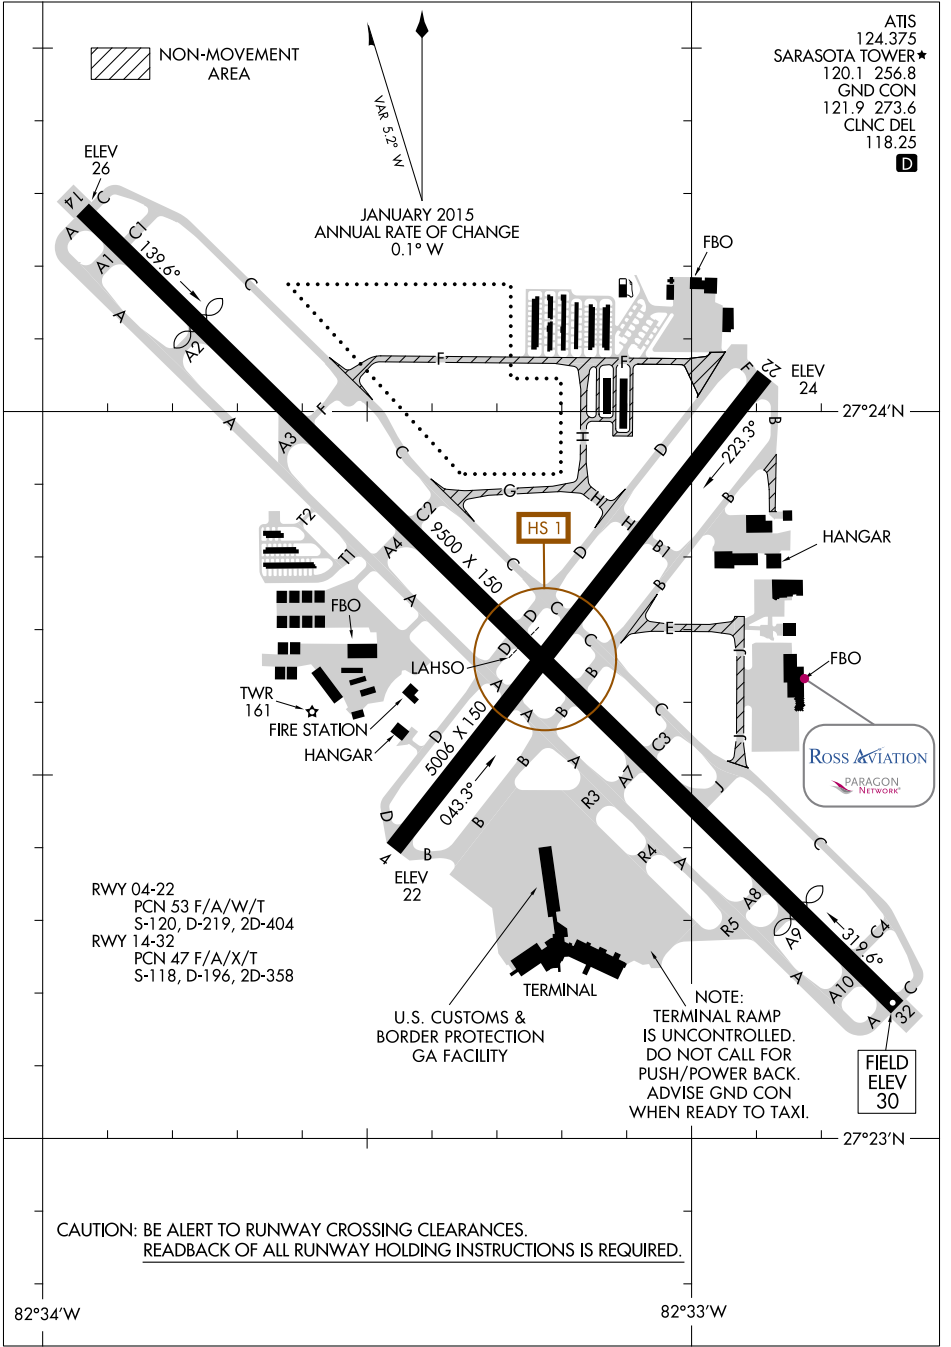 ATIS
124.375
SARASOTA TOWER★
120.1 256.8
GND CON
121.9 273.6
CLNC DEL
118.25
D
NON-MOVEMENT
AREA
VAR 5.2° W
JANUARY 2015
ANNUAL RATE OF CHANGE
0.1° W
ELEV
26
14
C
A
C1
A1
139.6°
C
A
A2
FBO
F
F
F
22
ELEV
24
27°24'N
F
A
A3
H
D
B
223.3°
C
G
H
B
T2
C2
H
HS 1
T1
A4
9500 X 150
C
D
B1
HANGAR
A
B
FBO
D
C
C
E
LAHSO
D
B
J
FBO
TWR
161
A
A
B
C
FIRE STATION
HANGAR
D
5006 X 150
B
A
C3
A7
J
J
ROSS AVIATION
PARAGON
NETWORK
043.3°
R3
D
B
4
B
ELEV
22
R4
A
C
RWY 04-22
PCN 53 F/A/W/T
S-120, D-219, 2D-404
RWY 14-32
PCN 47 F/A/X/T
S-118, D-196, 2D-358
A8
R5
A9
319.6°
C4
A
A10
C
A
32
TERMINAL
U.S. CUSTOMS &
BORDER PROTECTION
GA FACILITY
NOTE:
TERMINAL RAMP
IS UNCONTROLLED.
DO NOT CALL FOR
PUSH/POWER BACK.
ADVISE GND CON
WHEN READY TO TAXI.
FIELD
ELEV
30
27°23'N
CAUTION: BE ALERT TO RUNWAY CROSSING CLEARANCES.
READBACK OF ALL RUNWAY HOLDING INSTRUCTIONS IS REQUIRED.
82°34'W
82°33'W